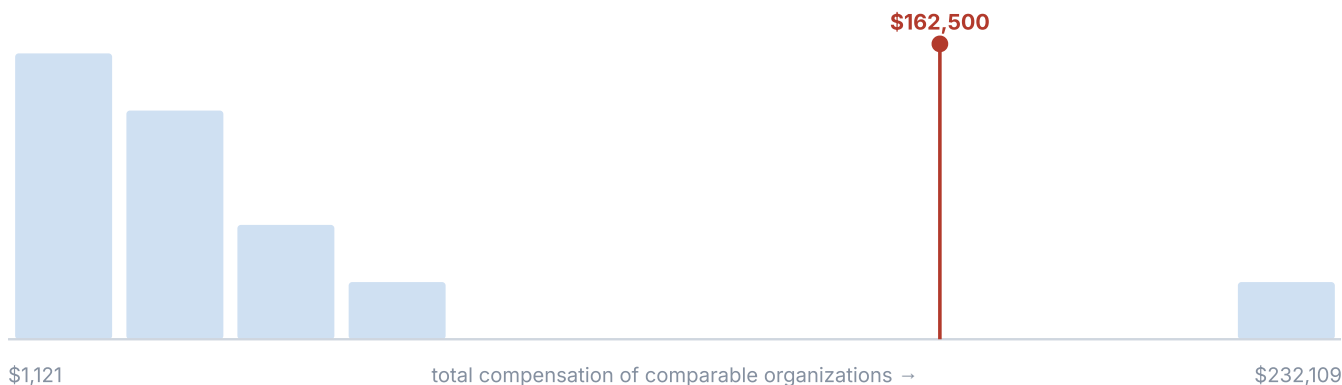 $162,500
$1,121
total compensation of comparable organizations →
$232,109